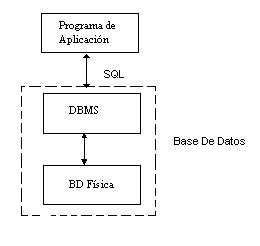 Programa de
Aplicación
SQL
DBMS
Base De Datos
BD Física